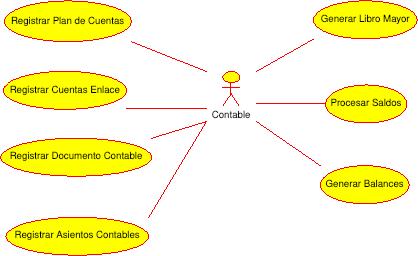 Registrar Plan de Cuentas
Generar Libro Mayor
Registrar Cuentas Enlace
Procesar Saldos
Contable
Registrar Documento Contable
Generar Balances
Registrar Asientos Contables